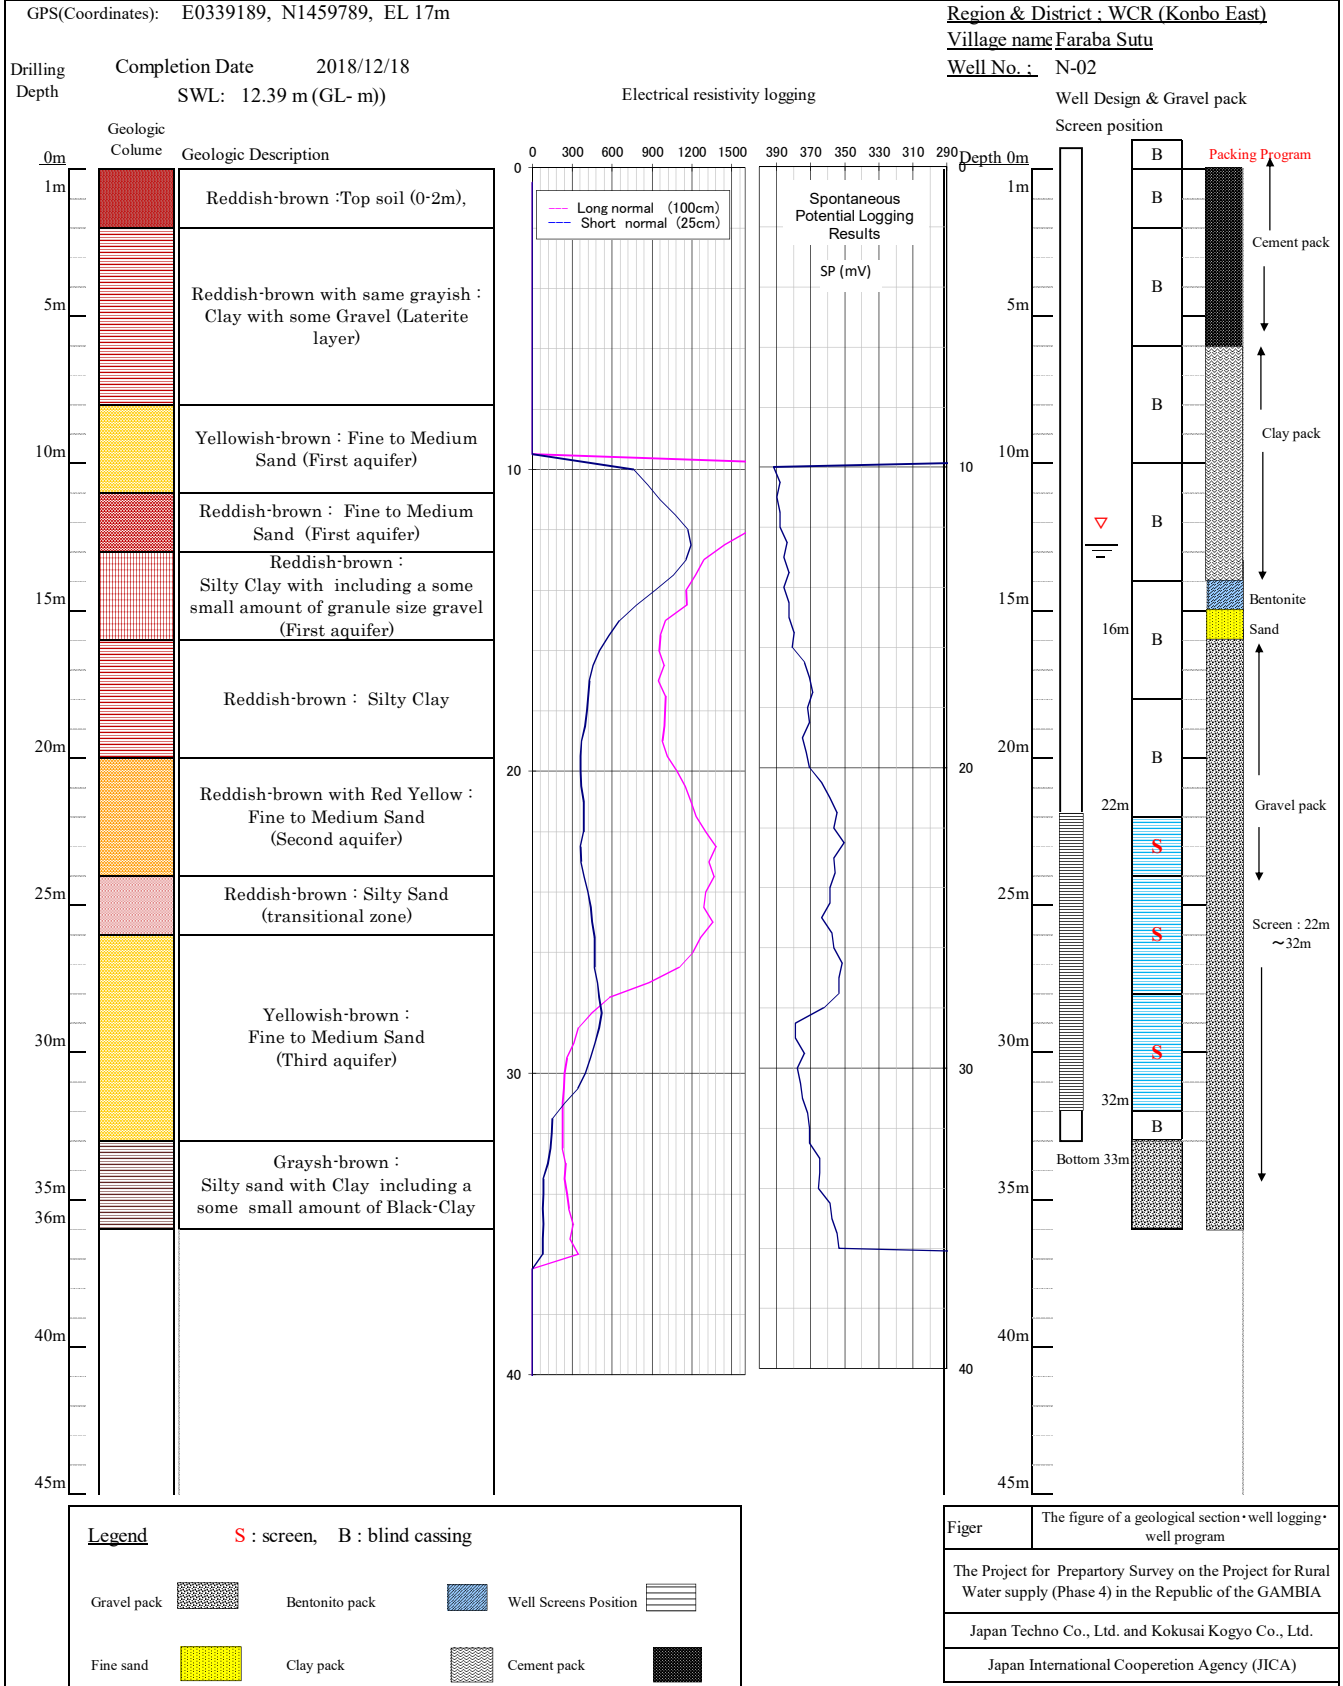 GPS(Coordinates): E0339189, N1459789, EL 17m
Region & District ; WCR (Konbo East)
Village name Faraba Sutu
Well No. ; N-02
Drilling
Depth
Completion Date 2018/12/18
SWL: 12.39 m (GL- m))
Electrical resistivity logging
Well Design & Gravel pack
Screen position
Geologic
Colume
Geologic Description
0m
1m
5m
10m
15m
20m
25m
30m
35m
36m
40m
45m
Reddish-brown :Top soil (0-2m),
Reddish-brown with same grayish :
Clay with some Gravel (Laterite
layer)
Yellowish-brown : Fine to Medium
Sand (First aquifer)
Reddish-brown : Fine to Medium
Sand (First aquifer)
Reddish-brown :
Silty Clay with including a some
small amount of granule size gravel
(First aquifer)
Reddish-brown : Silty Clay
Reddish-brown with Red Yellow :
Fine to Medium Sand
(Second aquifer)
Reddish-brown : Silty Sand
(transitional zone)
Yellowish-brown :
Fine to Medium Sand
(Third aquifer)
Graysh-brown :
Silty sand with Clay including a
some small amount of Black-Clay
0 300 600 900 1200 1500
Long normal (100cm)
Short normal (25cm)
0
10
20
30
40
390 370 350 330 310 290
Spontaneous
Potential Logging
Results
SP (mV)
0
10
20
30
40
Depth 0m
1m
5m
10m
15m
20m
25m
30m
35m
40m
45m
16m
22m
32m
Bottom 33m
B
B
B
B
B
B
B
S
S
S
B
Packing Program
Cement pack
Clay pack
Bentonite
Sand
Gravel pack
Screen : 22m
~32m
Legend S : screen, B : blind cassing
Gravel pack Bentonito pack Well Screens Position
Fine sand Clay pack Cement pack
Figer The figure of a geological section・well logging・
well program
The Project for Prepartory Survey on the Project for Rural
Water supply (Phase 4) in the Republic of the GAMBIA
Japan Techno Co., Ltd. and Kokusai Kogyo Co., Ltd.
Japan International Cooperetion Agency (JICA)